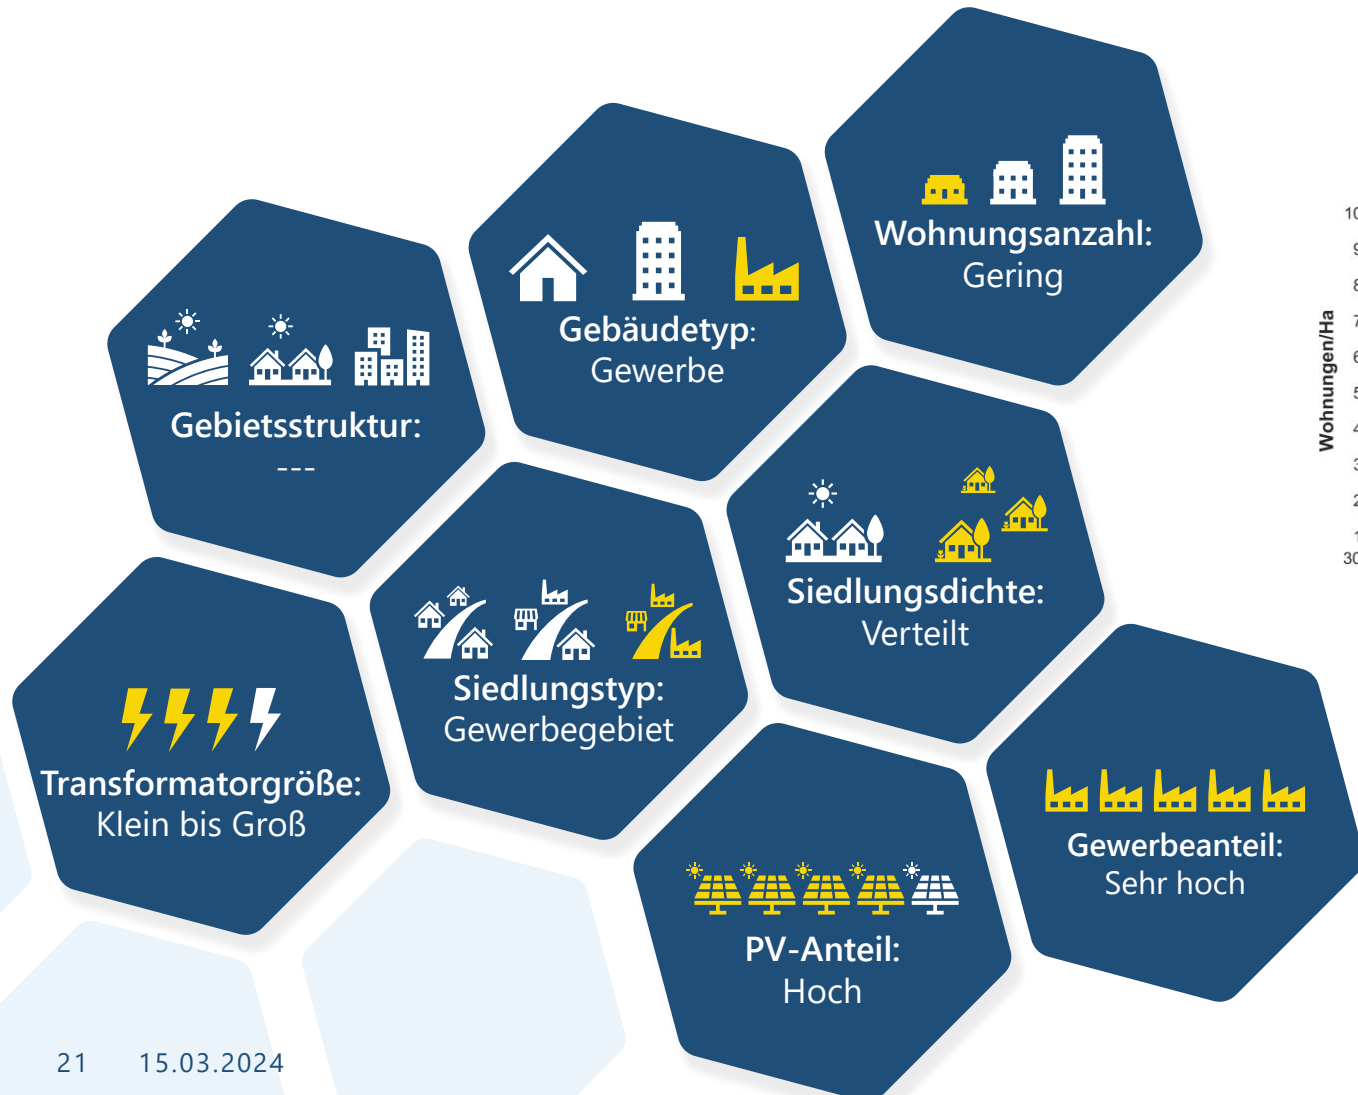 Wohnungsanzahl:
Gering
Gebäudetyp:
Gewerbe
Gebietsstruktur:
---
Siedlungsdichte:
Verteilt
Siedlungstyp:
Gewerbegebiet
Transformatorgröße:
Klein bis Groß
Gewerbeanteil:
Sehr hoch
PV-Anteil:
Hoch
Wohnungen/Ha
21 15.03.2024